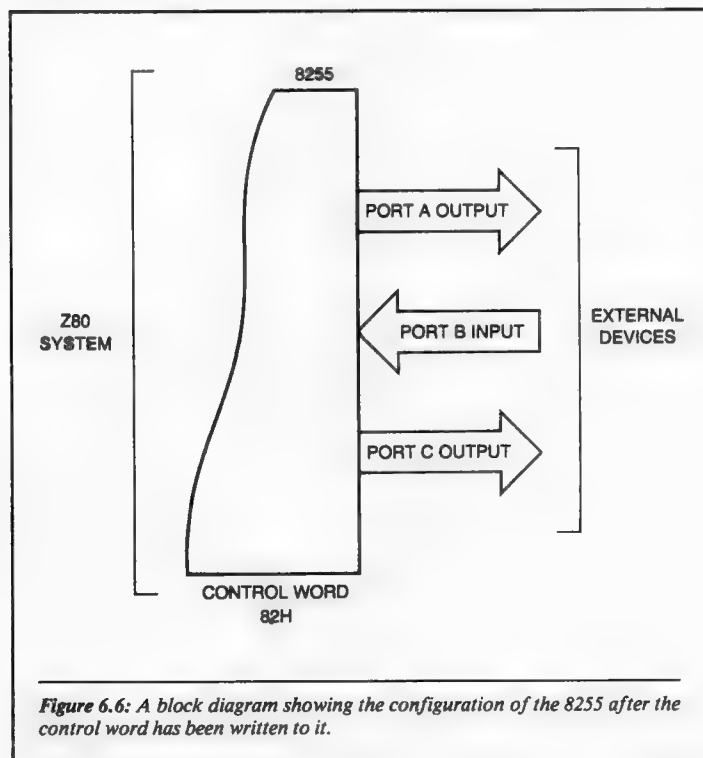 8255
PORT A OUTPUT
Z80
SYSTEM
PORT B INPUT
EXTERNAL
DEVICES
PORT C OUTPUT
CONTROL WORD
82H
Figure 6.6: A block diagram showing the configuration of the 8255 after the
control word has been written to it.